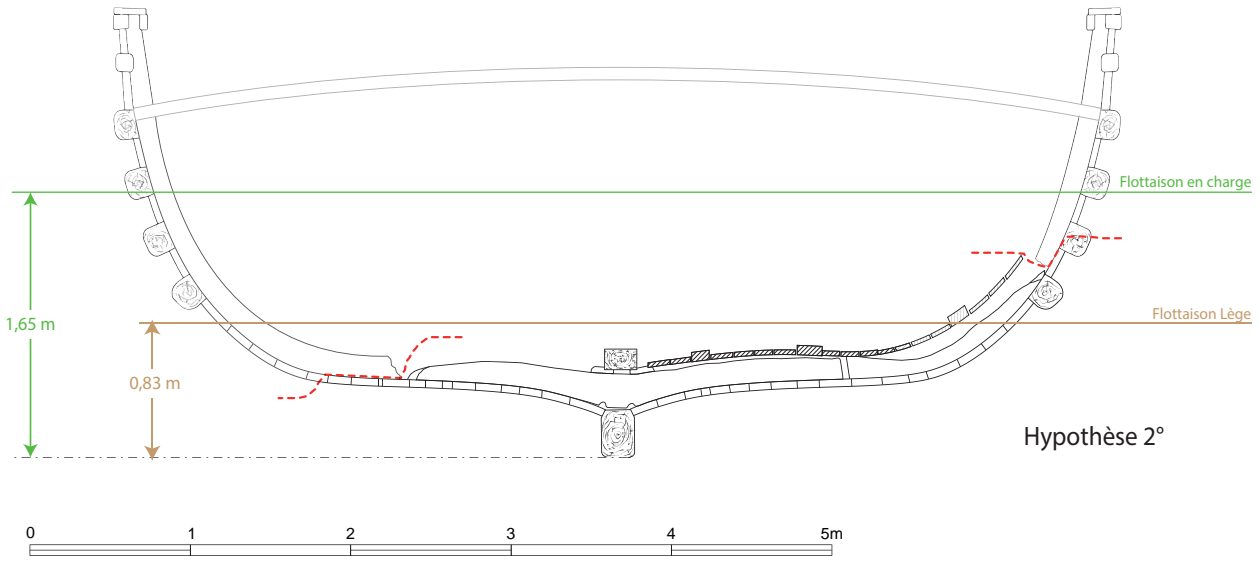 Flottaison en charge
Flottaison Lège
1,65 m
0,83 m
Hypothèse 2°
0 1 2 3 4 5m